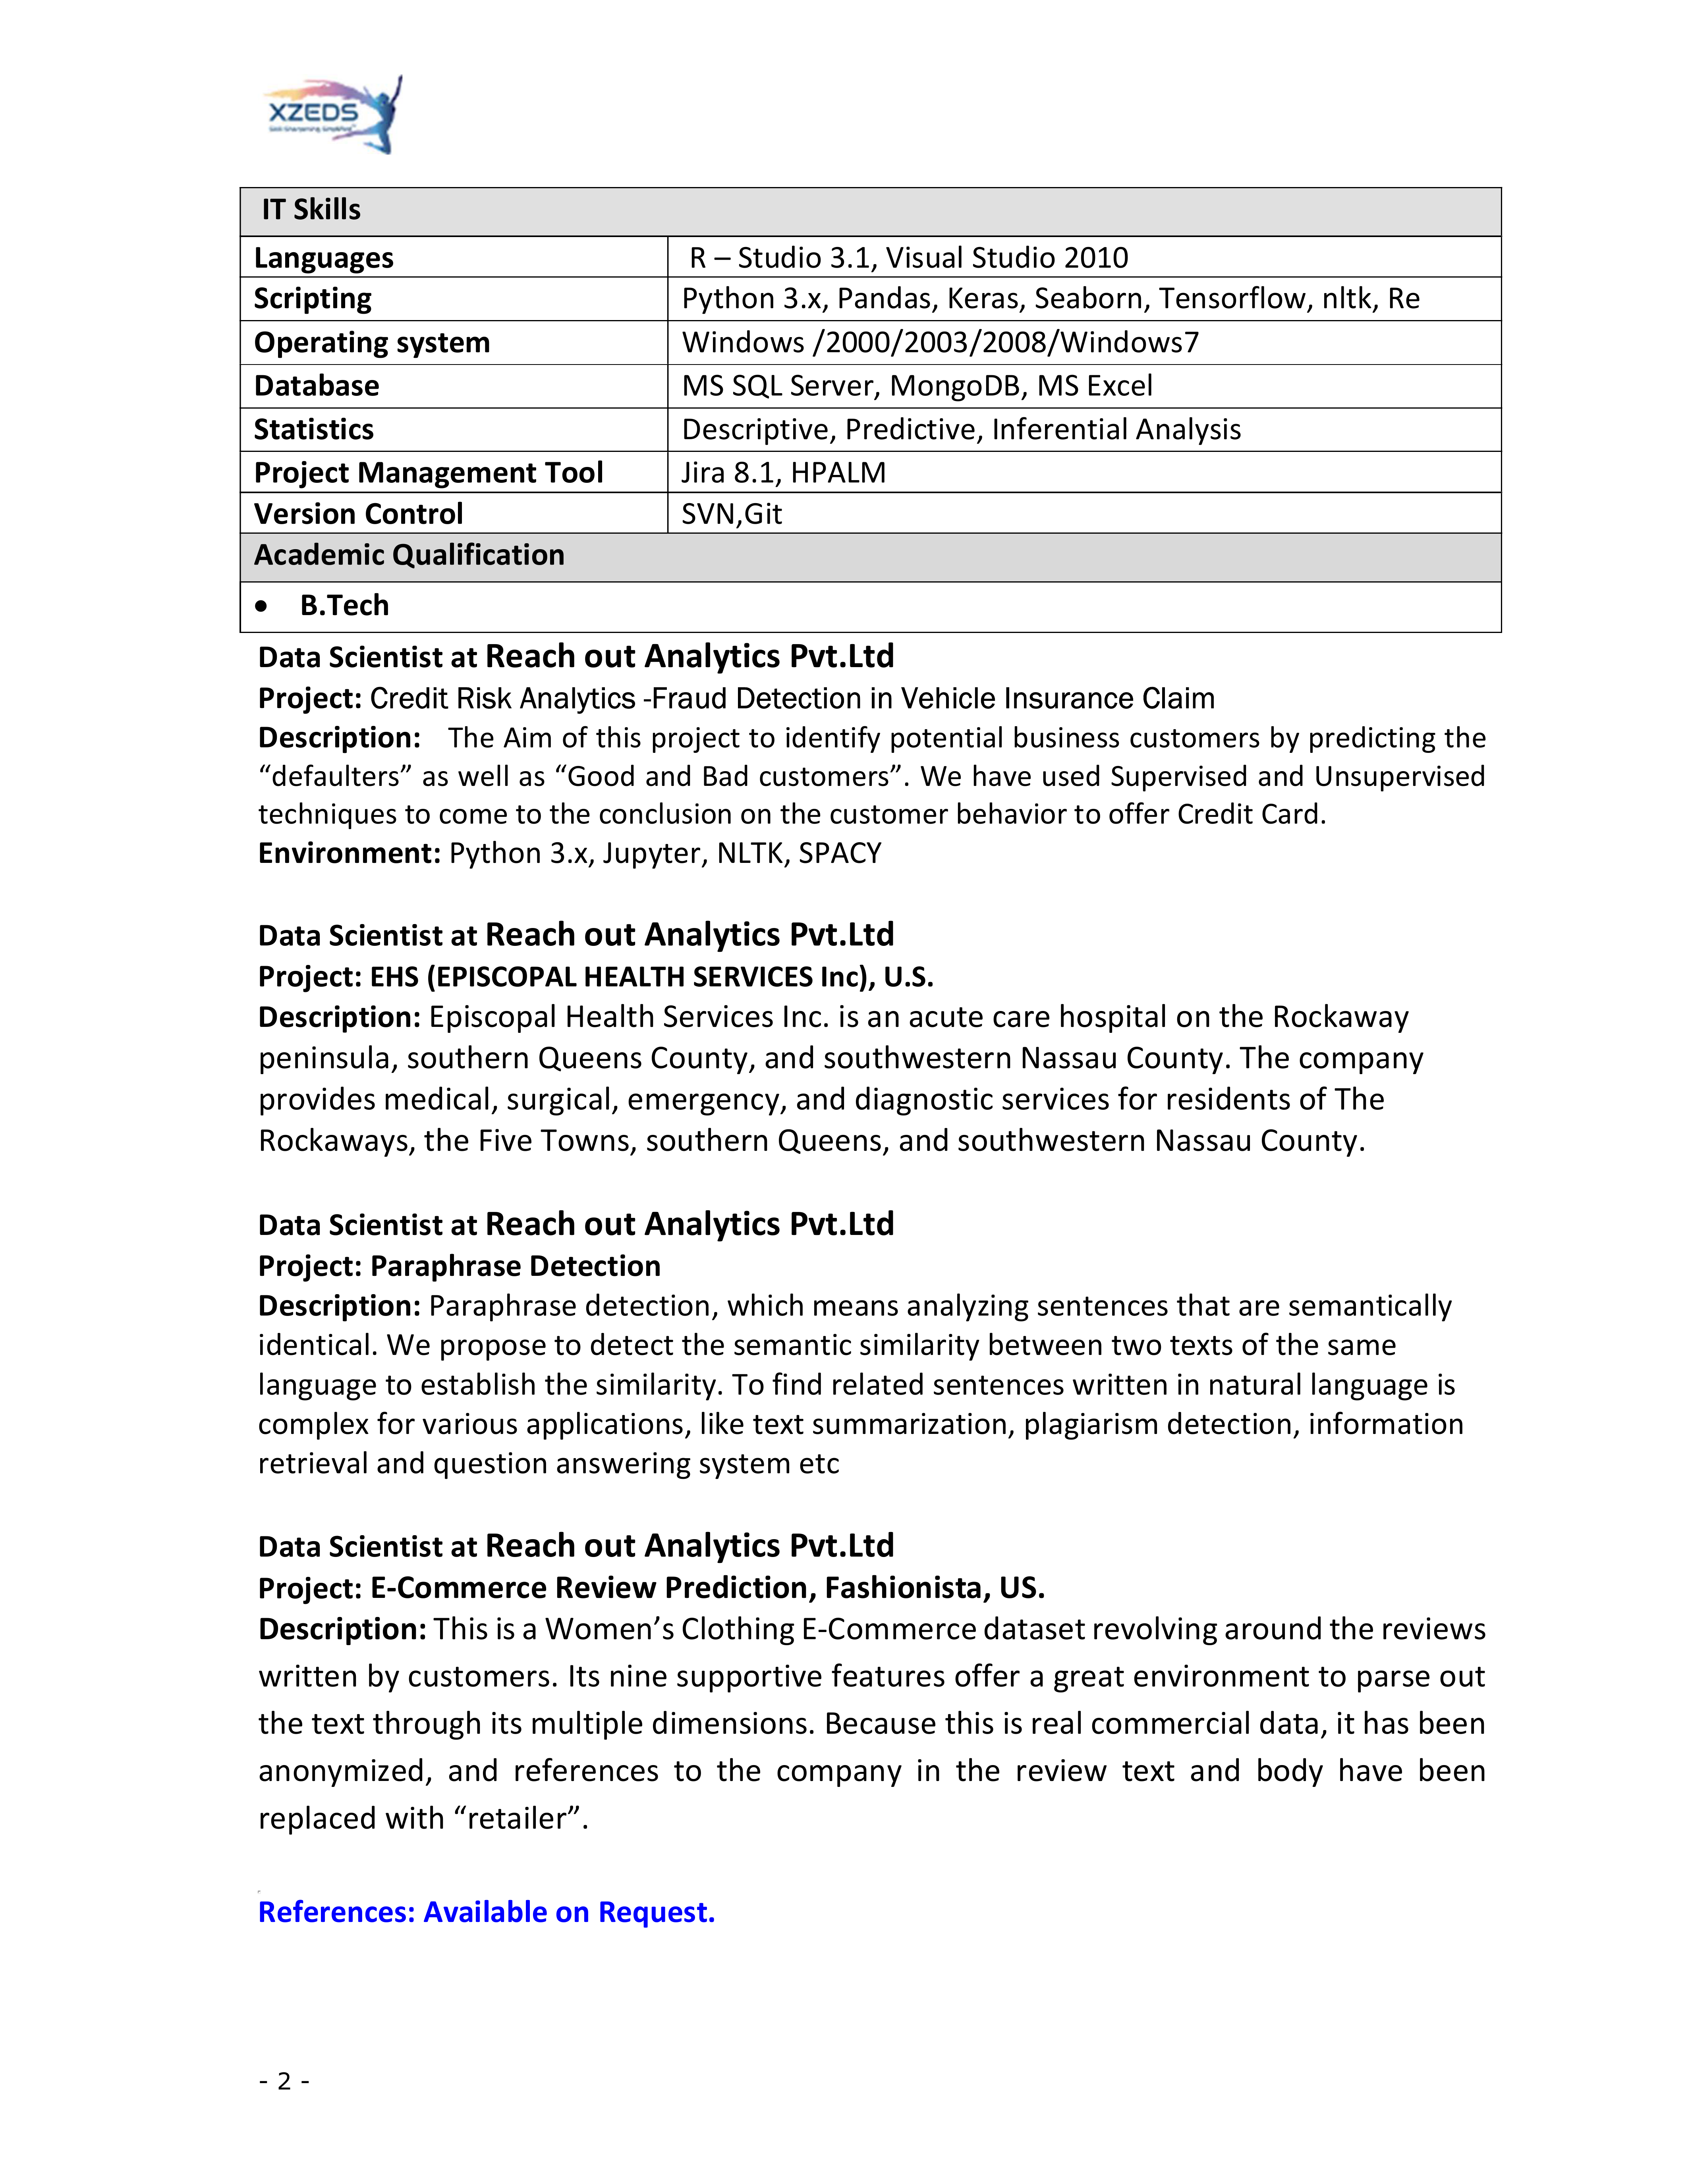 XZEDS
IT Skills
Languages R – Studio 3.1, Visual Studio 2010
Scripting Python 3.x, Pandas, Keras, Seaborn, Tensorflow, nltk, Re
Operating system Windows /2000/2003/2008/Windows7
Database MS SQL Server, MongoDB, MS Excel
Statistics Descriptive, Predictive, Inferential Analysis
Project Management Tool Jira 8.1, HPALM
Version Control SVN,Git
Academic Qualification
• B.Tech
Data Scientist at Reach out Analytics Pvt.Ltd
Project: Credit Risk Analytics -Fraud Detection in Vehicle Insurance Claim
Description: The Aim of this project to identify potential business customers by predicting the
“defaulters” as well as “Good and Bad customers”. We have used Supervised and Unsupervised
techniques to come to the conclusion on the customer behavior to offer Credit Card.
Environment: Python 3.x, Jupyter, NLTK, SPACY
Data Scientist at Reach out Analytics Pvt.Ltd
Project: EHS (EPISCOPAL HEALTH SERVICES Inc), U.S.
Description: Episcopal Health Services Inc. is an acute care hospital on the Rockaway
peninsula, southern Queens County, and southwestern Nassau County. The company
provides medical, surgical, emergency, and diagnostic services for residents of The
Rockaways, the Five Towns, southern Queens, and southwestern Nassau County.
Data Scientist at Reach out Analytics Pvt.Ltd
Project: Paraphrase Detection
Description: Paraphrase detection, which means analyzing sentences that are semantically
identical. We propose to detect the semantic similarity between two texts of the same
language to establish the similarity. To find related sentences written in natural language is
complex for various applications, like text summarization, plagiarism detection, information
retrieval and question answering system etc
Data Scientist at Reach out Analytics Pvt.Ltd
Project: E-Commerce Review Prediction, Fashionista, US.
Description: This is a Women’s Clothing E-Commerce dataset revolving around the reviews
written by customers. Its nine supportive features offer a great environment to parse out
the text through its multiple dimensions. Because this is real commercial data, it has been
anonymized, and references to the company in the review text and body have been
replaced with “retailer”.
References: Available on Request.
- 2 -